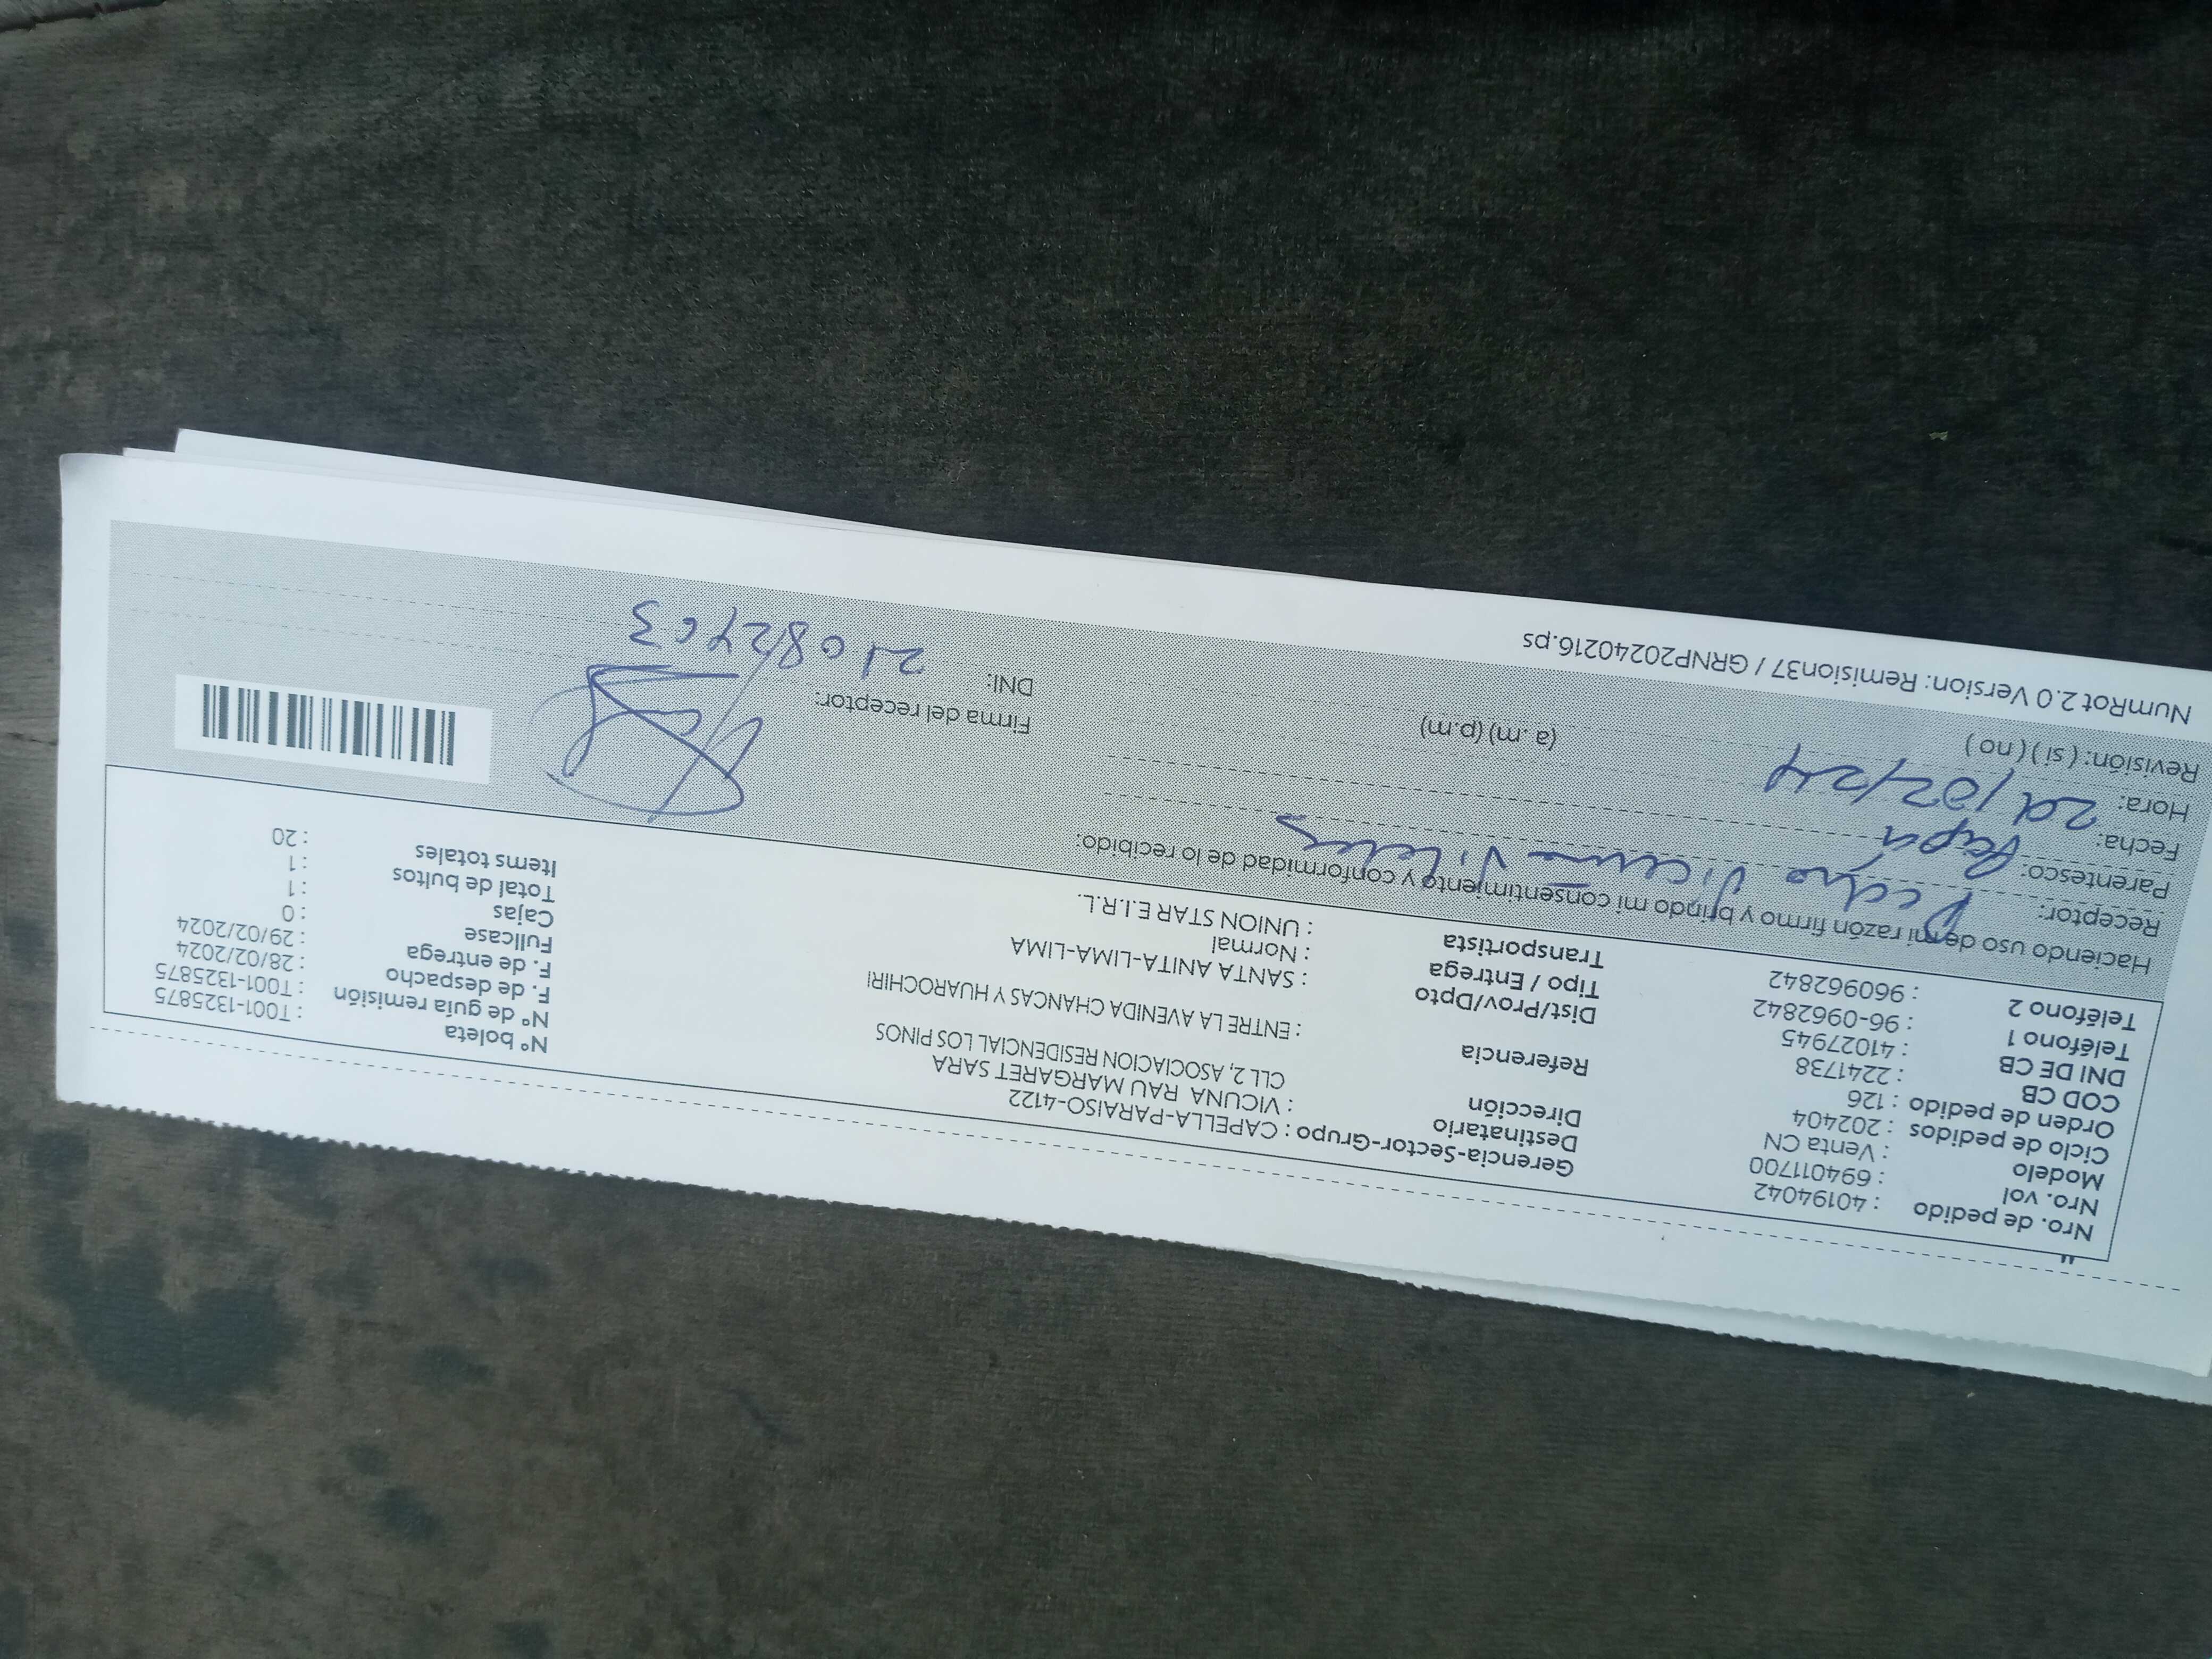 Nro. de pedido : 40194042
Nro. vol : 694011700
Modelo : Venta CN
Ciclo de pedidos : 202404
Orden de pedido : 126
COD CB : 2241738
DNI DE CB : 41027945
Teléfono 1 : 96-0962842
Teléfono 2 : 960962842
Gerencia-Sector-Grupo : CAPELLA-PARAISO-4122
Destinatario : VICUNA RAU MARGARET SARA
Dirección CLL 2, ASOCIACION RESIDENCIAL LOS PINOS
Referencia : ENTRE LA AVENIDA CHANCAS Y HUAROCHIRI
Dist/Prov/Dpto : SANTA ANITA-LIMA-LIMA
Tipo / Entrega : Normal
Transportista : UNION STAR E.I.R.L.
Nº boleta : T001-1325875
Nº de guía remisión : T001-1325875
F. de despacho : 28/02/2024
F. de entrega : 29/02/2024
Fullcase : 0
Cajas : 1
Total de bultos : 1
Items totales : 20
Haciendo uso de mi razón firmo y brindo mi consentimiento y conformidad de lo recibido:
Receptor: Pedro Vicuna
Parentesco: Papa
Fecha: 29/02/24
Hora: (a.m) (p.m)
Revisión: ( si ) ( no )
Firma del receptor:
DNI:
NumRot 2.0 Version: Remision37 / GRNP20240216.ps